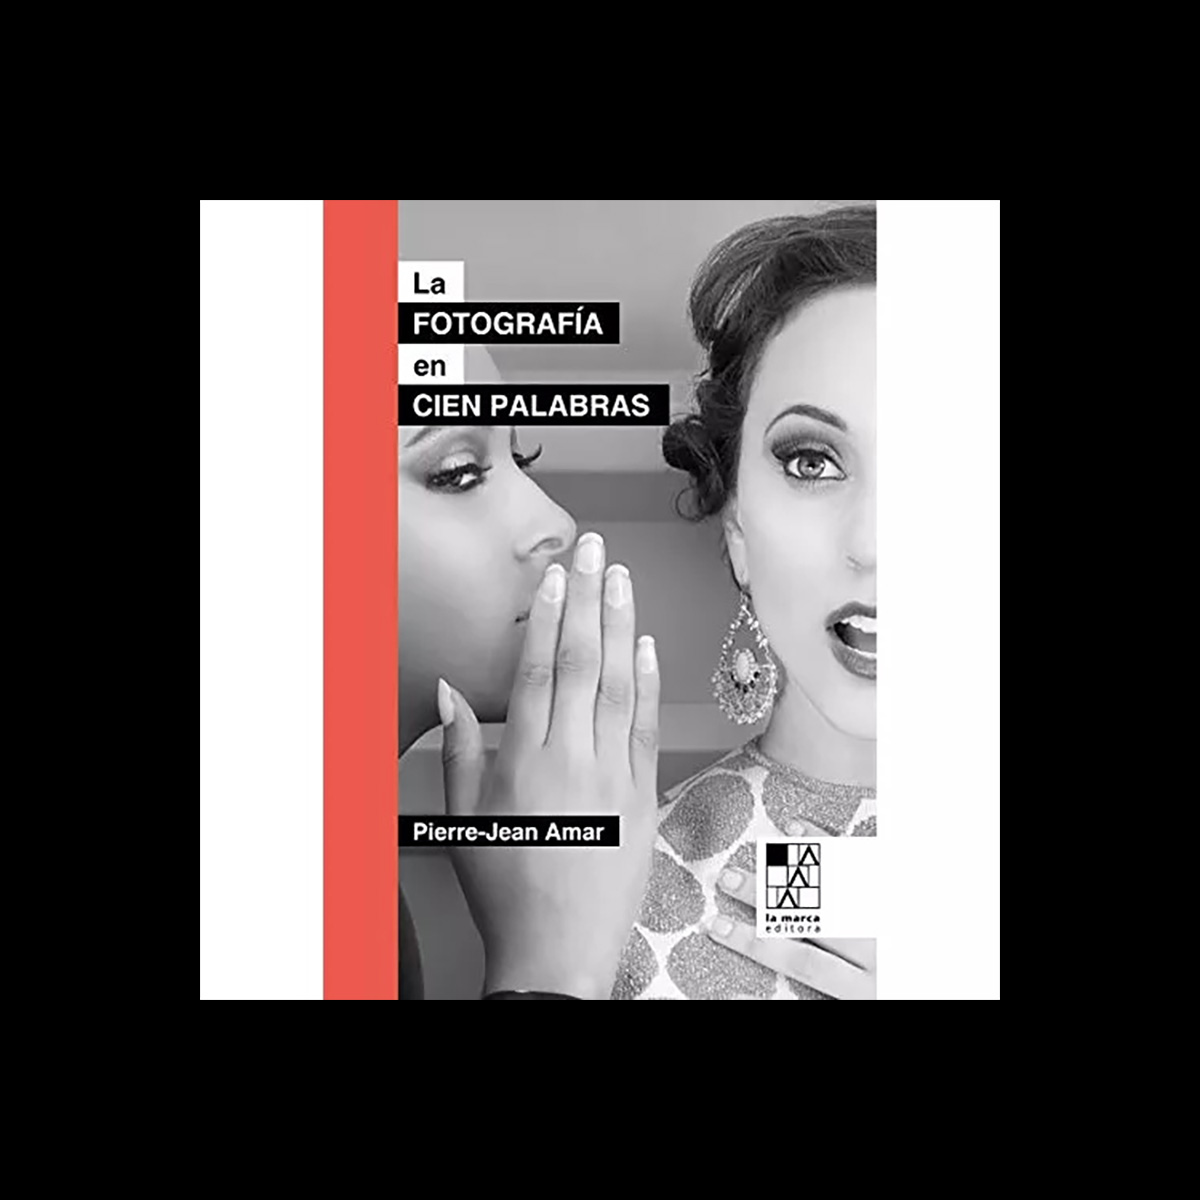 La
FOTOGRAFÍA
en
CIEN PALABRAS
Pierre-Jean Amar
la marca
editora